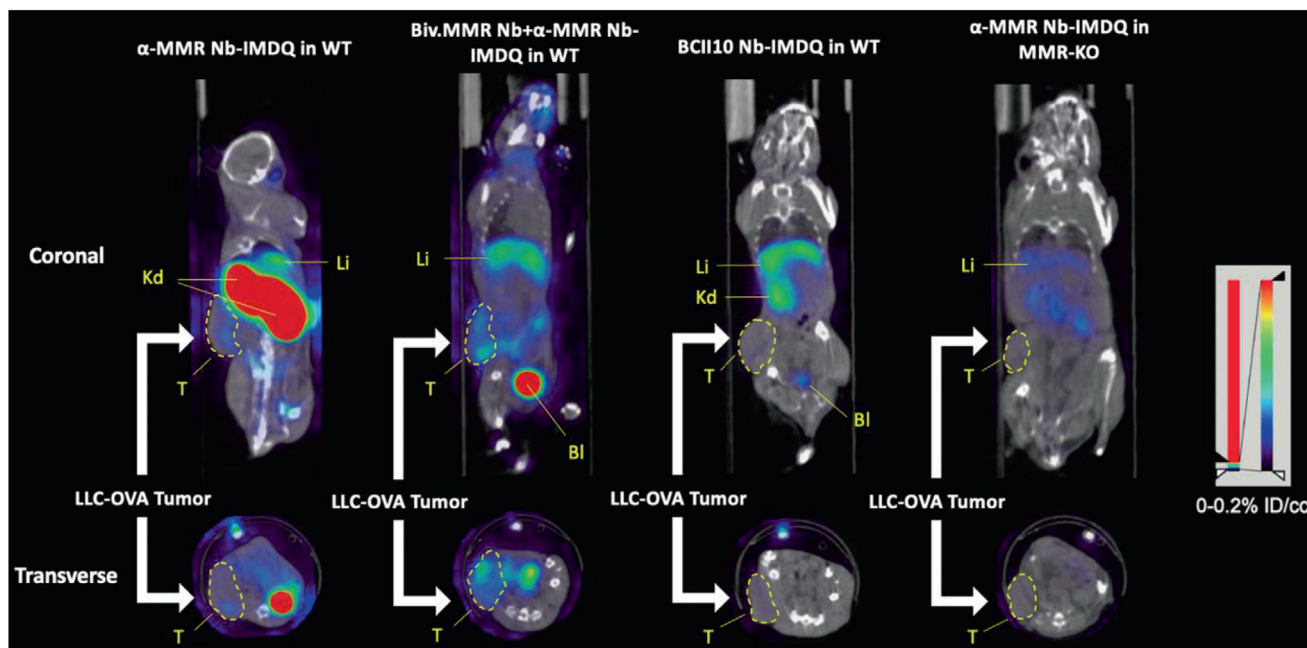 α-MMR Nb-IMDQ in WT
Biv.MMR Nb+α-MMR Nb-
IMDQ in WT
BCII10 Nb-IMDQ in WT
α-MMR Nb-IMDQ in
MMR-KO
Coronal
Kd
Li
T
Li
T
Bl
Li
Kd
T
Bl
Li
T
0-0.2% ID/cc
LLC-OVA Tumor
LLC-OVA Tumor
LLC-OVA Tumor
LLC-OVA Tumor
Transverse
T
T
T
T